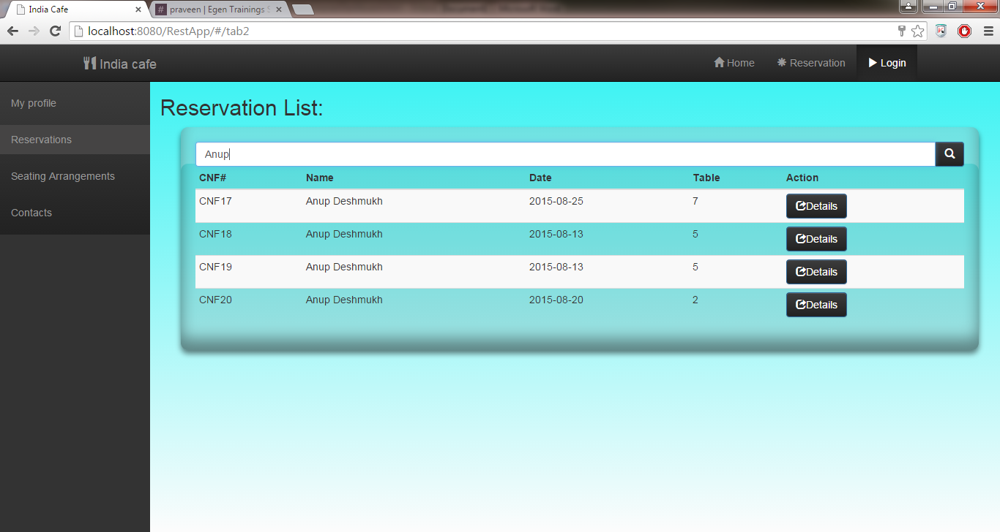 India Cafe
# praveen | Egen Trainings
localhost:8080/RestApp/#/tab2
India cafe
Home
Reservation
Login
My profile
Reservations
Seating Arrangements
Contacts
Reservation List:
Anup
CNF# Name Date Table Action
CNF17 Anup Deshmukh 2015-08-25 7 Details
CNF18 Anup Deshmukh 2015-08-13 5 Details
CNF19 Anup Deshmukh 2015-08-13 5 Details
CNF20 Anup Deshmukh 2015-08-20 2 Details